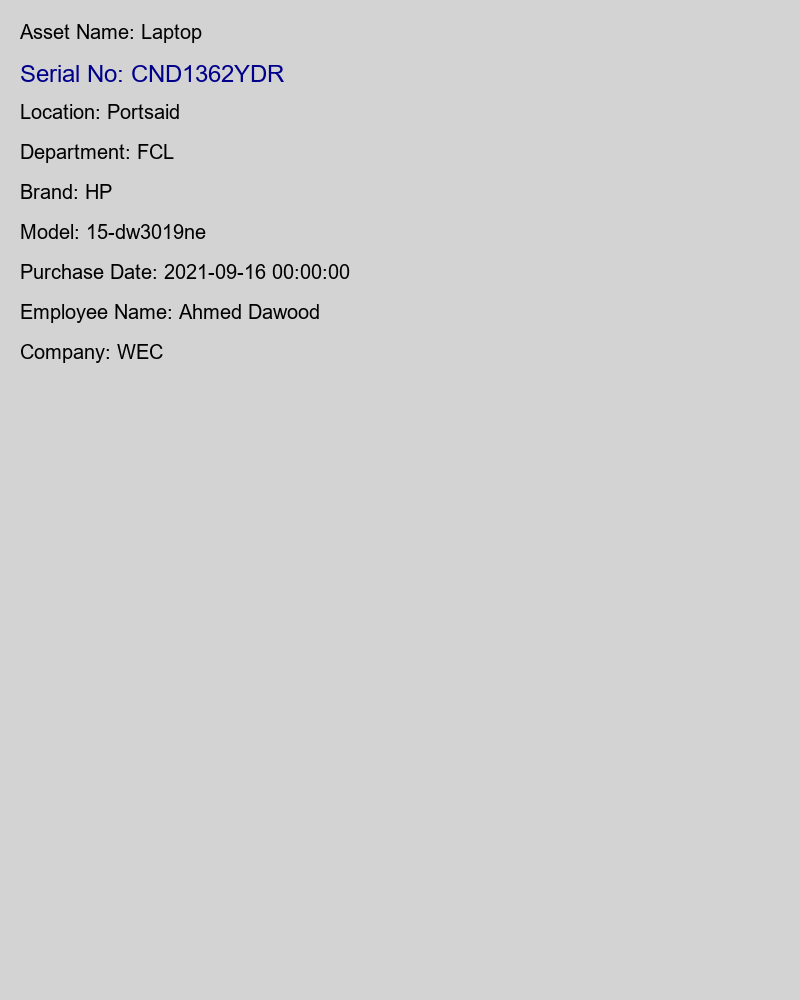 Asset Name: Laptop
Serial No: CND1362YDR
Location: Portsaid
Department: FCL
Brand: HP
Model: 15-dw3019ne
Purchase Date: 2021-09-16 00:00:00
Employee Name: Ahmed Dawood
Company: WEC